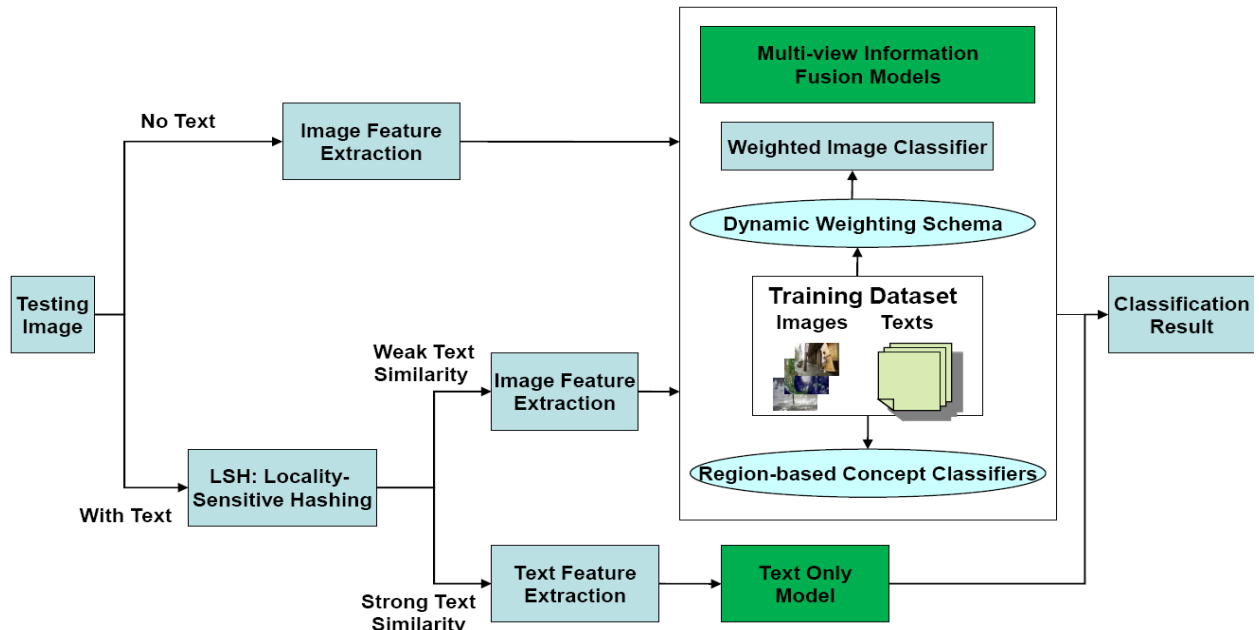 Multi-view Information
Fusion Models
No Text
Image Feature
Extraction
Weighted Image Classifier
Dynamic Weighting Schema
Testing
Image
Training Dataset
Images
Texts
Classification
Result
Weak Text
Similarity
Image Feature
Extraction
Region-based Concept Classifiers
LSH: Locality-
Sensitive Hashing
With Text
Text Feature
Extraction
Text Only
Model
Strong Text
Similarity